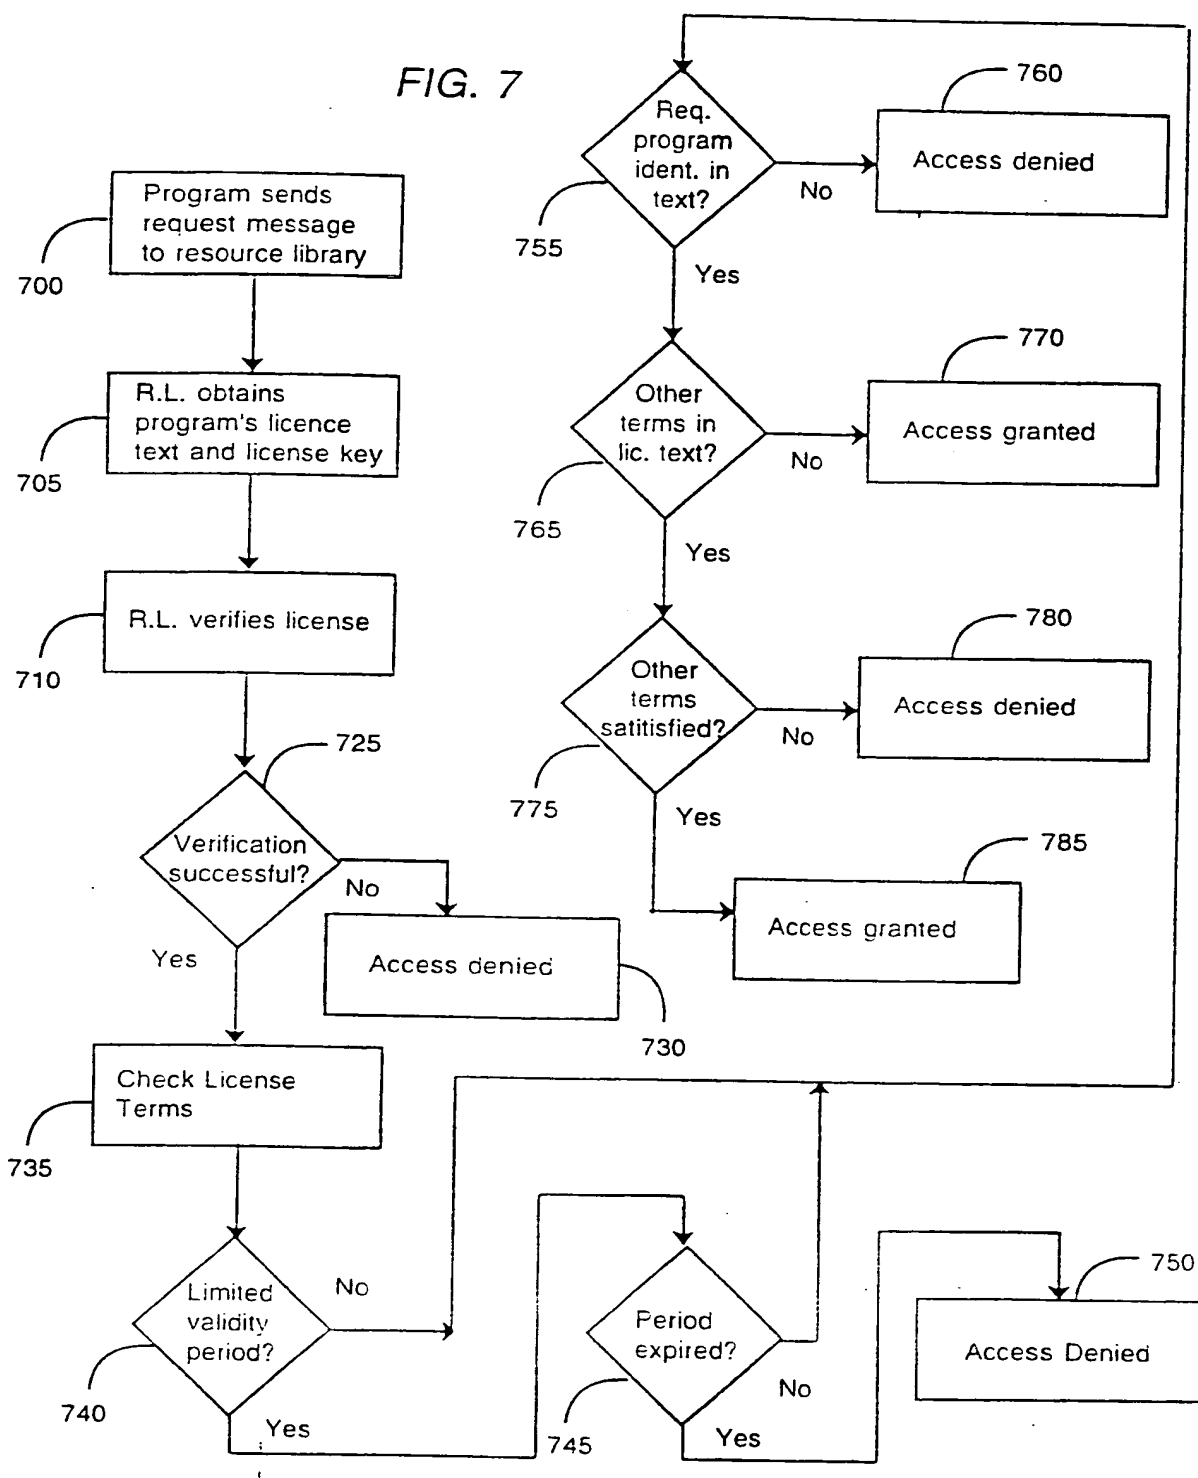 FIG. 7
Program sends
request message
to resource library
700
R.L. obtains
program's licence
text and license key
705
R.L. verifies license
710
725
Verification
successful?
No
Yes
Access denied
730
Check License
Terms
735
Limited
validity
period?
No
740
Yes
Period
expired?
No
745
Yes
750
Access Denied
Req.
program
ident. in
text?
755
No
760
Access denied
Yes
Other
terms in
lic. text?
765
No
770
Access granted
Yes
Other
terms
satitisfied?
775
No
780
Access denied
Yes
785
Access granted